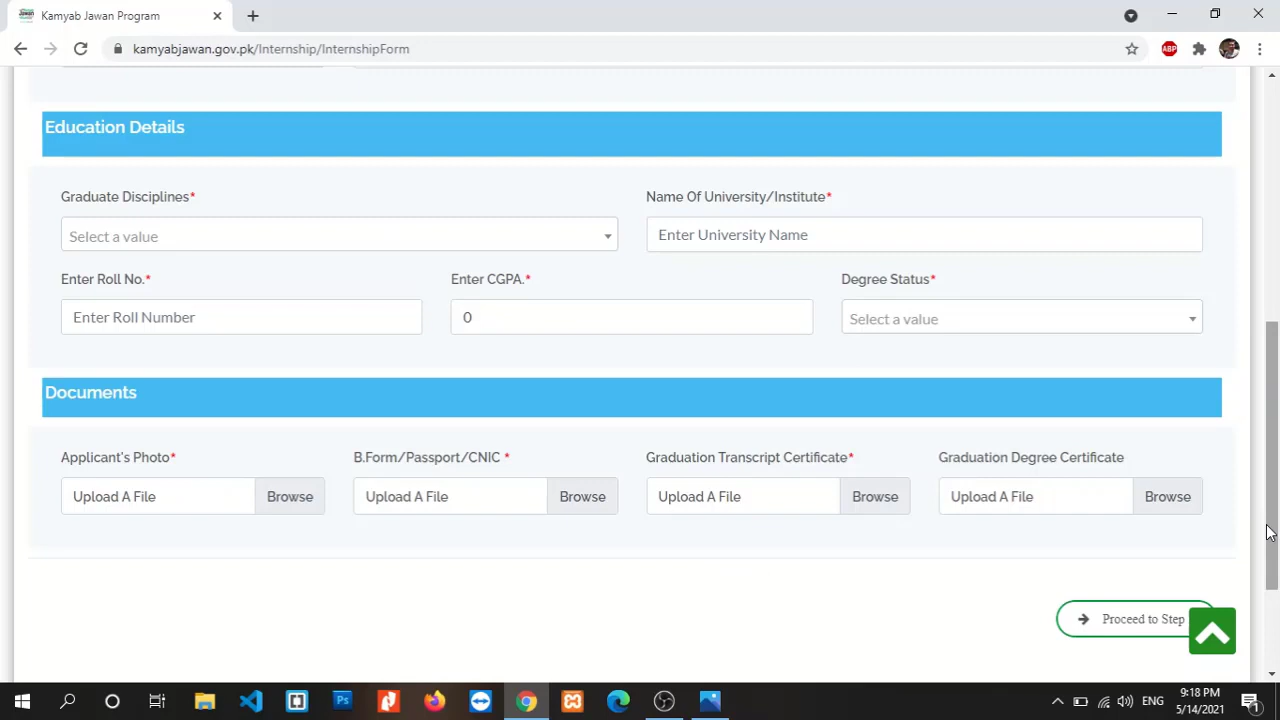 Kamyab Jawan Program
kamyabjawan.gov.pk/Internship/InternshipForm
ABP
Education Details
Graduate Disciplines* Name Of University/Institute*
Select a value Enter University Name
Enter Roll No.* Enter CGPA.* Degree Status*
Enter Roll Number 0 Select a value
Documents
Applicant's Photo* B.Form/Passport/CNIC * Graduation Transcript Certificate* Graduation Degree Certificate
Upload A File Browse Upload A File Browse Upload A File Browse Upload A File Browse
Proceed to Step
Ps
ENG
9:18 PM
5/14/2021
1